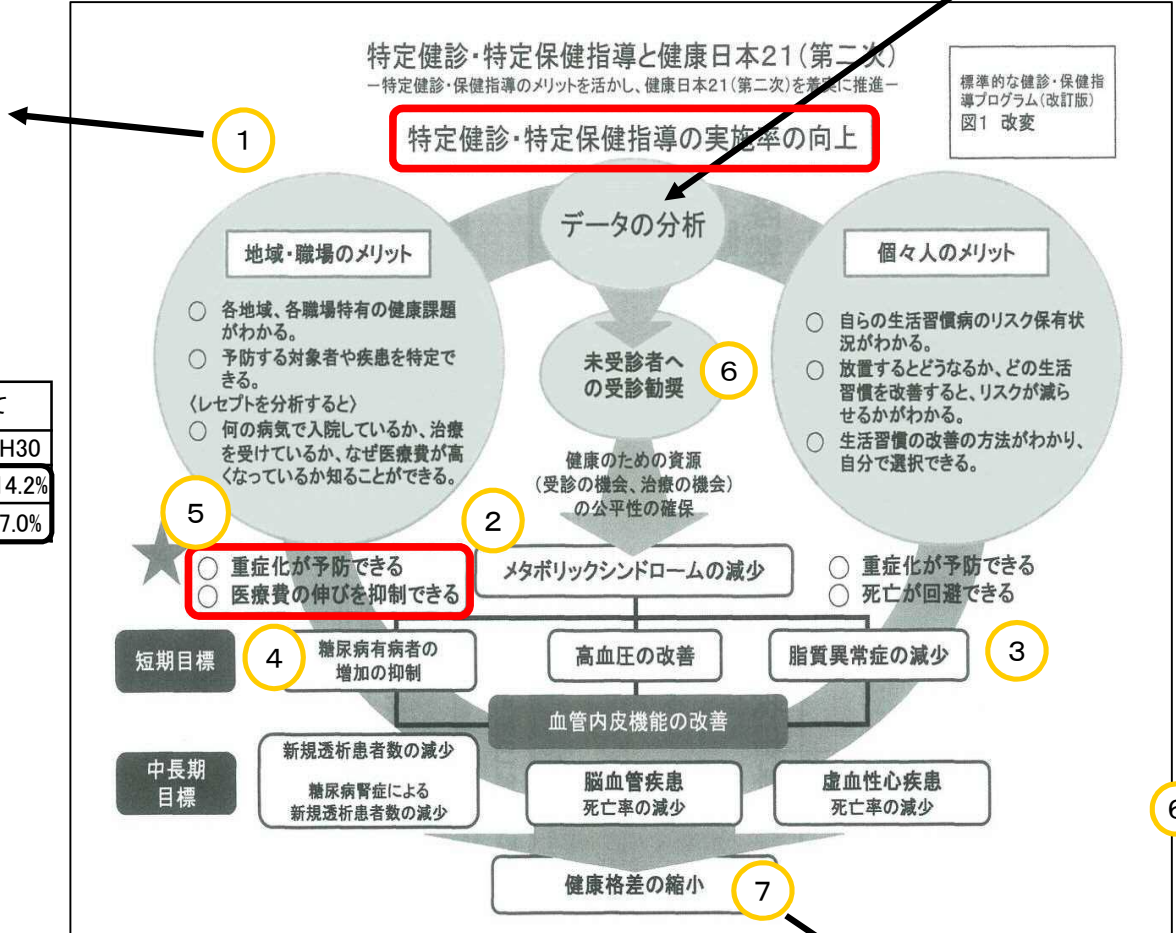 特定健診・特定保健指導と健康日本21(第二次)
－特定健診・保健指導のメリットを活かし、健康日本21(第二次)を着実に推進－
標準的な健診・保健指
導プログラム(改訂版)
図1 改変
1
特定健診・特定保健指導の実施率の向上
データの分析
地域・職場のメリット
○ 各地域、各職場特有の健康課題
がわかる。
○ 予防する対象者や疾患を特定で
きる。
〈レセプトを分析すると〉
○ 何の病気で入院しているか、治療
を受けているか、なぜ医療費が高
くなっているか知ることができる。
未受診者へ
の受診勧奨
6
健康のための資源
(受診の機会、治療の機会)
の公平性の確保
個々人のメリット
○ 自らの生活習慣病のリスク保有状
況がわかる。
○ 放置するとどうなるか、どの生活
習慣を改善すると、リスクが減ら
せるかがわかる。
○ 生活習慣の改善の方法がわかり、
自分で選択できる。
H30
4.2%
7.0%
5
○ 重症化が予防できる
○ 医療費の伸びを抑制できる
2
メタボリックシンドロームの減少
○ 重症化が予防できる
○ 死亡が回避できる
短期目標
4
糖尿病有病者の
増加の抑制
高血圧の改善
脂質異常症の減少
3
血管内皮機能の改善
中長期
目標
新規透析患者数の減少
糖尿病腎症による
新規透析患者数の減少
脳血管疾患
死亡率の減少
虚血性心疾患
死亡率の減少
6
健康格差の縮小
7